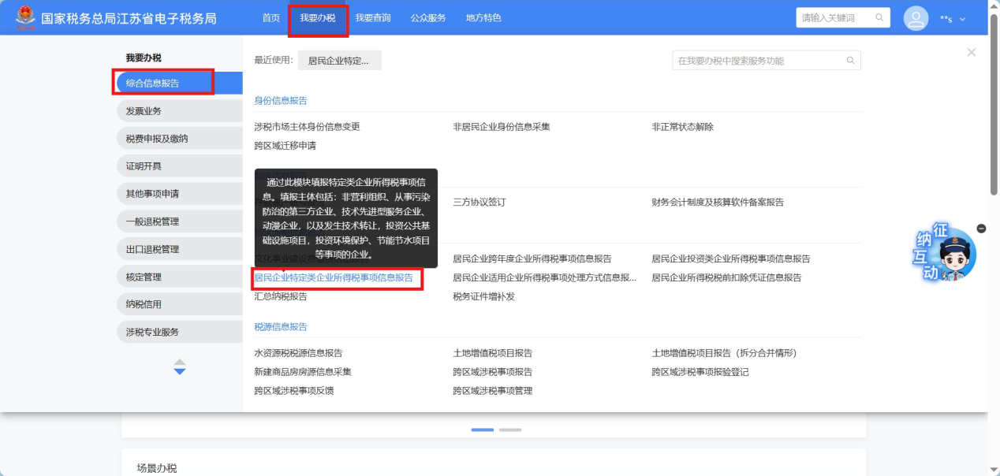 国家税务总局江苏省电子税务局
首页 我要办税 我要查询 公众服务 地方特色
请输入关键词
**s
我要办税
最近使用： 居民企业特定...
在我要办税中搜索服务功能
综合信息报告
发票业务
税费申报及缴纳
证明开具
其他事项申请
一般退税管理
出口退税管理
核定管理
纳税信用
涉税专业服务
身份信息报告
涉税市场主体身份信息变更 非居民企业身份信息采集 非正常状态解除
跨区域迁移申请
通过此模块填报特定类企业所得税事项信
息。填报主体包括：非营利组织、从事污染
防治的第三方企业、技术先进型服务企业、
动漫企业，以及发生技术转让，投资公共基
础设施项目，投资环境保护、节能节水项目
等事项的企业。
三方协议签订 财务会计制度及核算软件备案报告
居民企业跨年度企业所得税事项信息报告 居民企业投资类企业所得税事项信息报告
居民企业特定类企业所得税事项信息报告 居民企业适用企业所得税事项处理方式信息报... 居民企业所得税税前扣除凭证信息报告
汇总纳税报告 税务证件增补发
税源信息报告
水资源税税源信息报告 土地增值税项目报告 土地增值税项目报告（拆分合并情形）
新建商品房房源信息采集 跨区域涉税事项报告 跨区域涉税事项报验登记
跨区域涉税事项反馈 跨区域涉税事项管理
征纳互动
场景办税